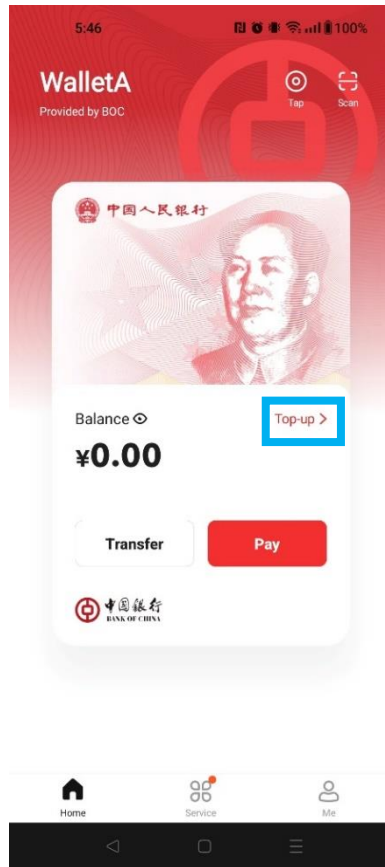 5:46
100%
WalletA
Provided by BOC
Tap
Scan
中国人民银行
Balance
Top-up >
¥0.00
Transfer
Pay
中国銀行
BANK OF CHINA
Home
Service
Me